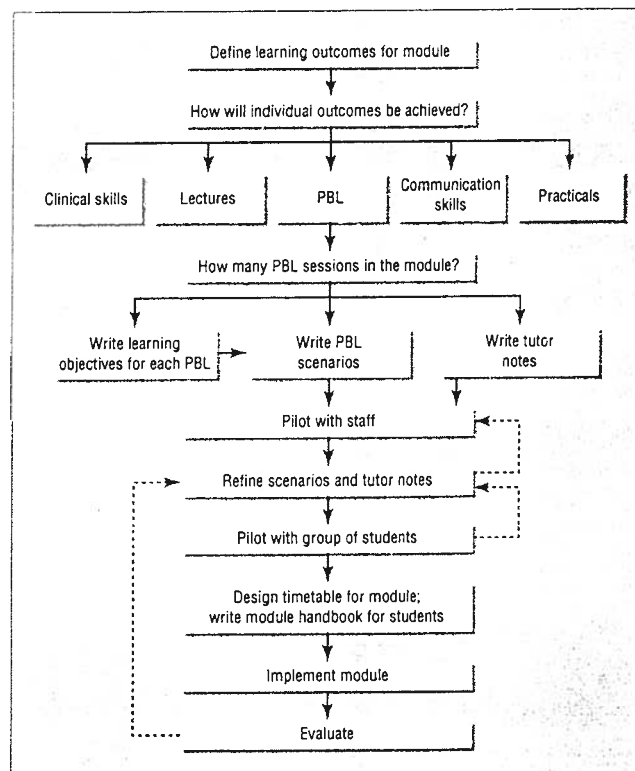 Define learning outcomes for module
How will individual outcomes be achieved?
Clinical skills
Lectures
PBL
Communication
skills
Practicals
How many PBL sessions in the module?
Write learning
objectives for each PBL
Write PBL
scenarios
Write tutor
notes
Pilot with staff
Refine scenarios and tutor notes
Pilot with group of students
Design timetable for module;
write module handbook for students
Implement module
Evaluate